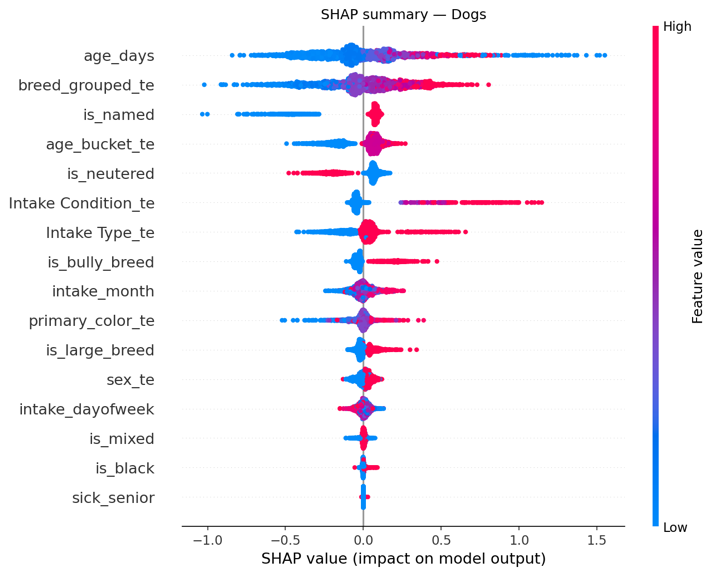 SHAP summary — Dogs
High
age_days
breed_grouped_te
is_named
age_bucket_te
is_neutered
Intake Condition_te
Intake Type_te
is_bully_breed
intake_month
primary_color_te
is_large_breed
sex_te
intake_dayofweek
is_mixed
is_black
sick_senior
Feature value
Low
−1.0 −0.5 0.0 0.5 1.0 1.5
SHAP value (impact on model output)